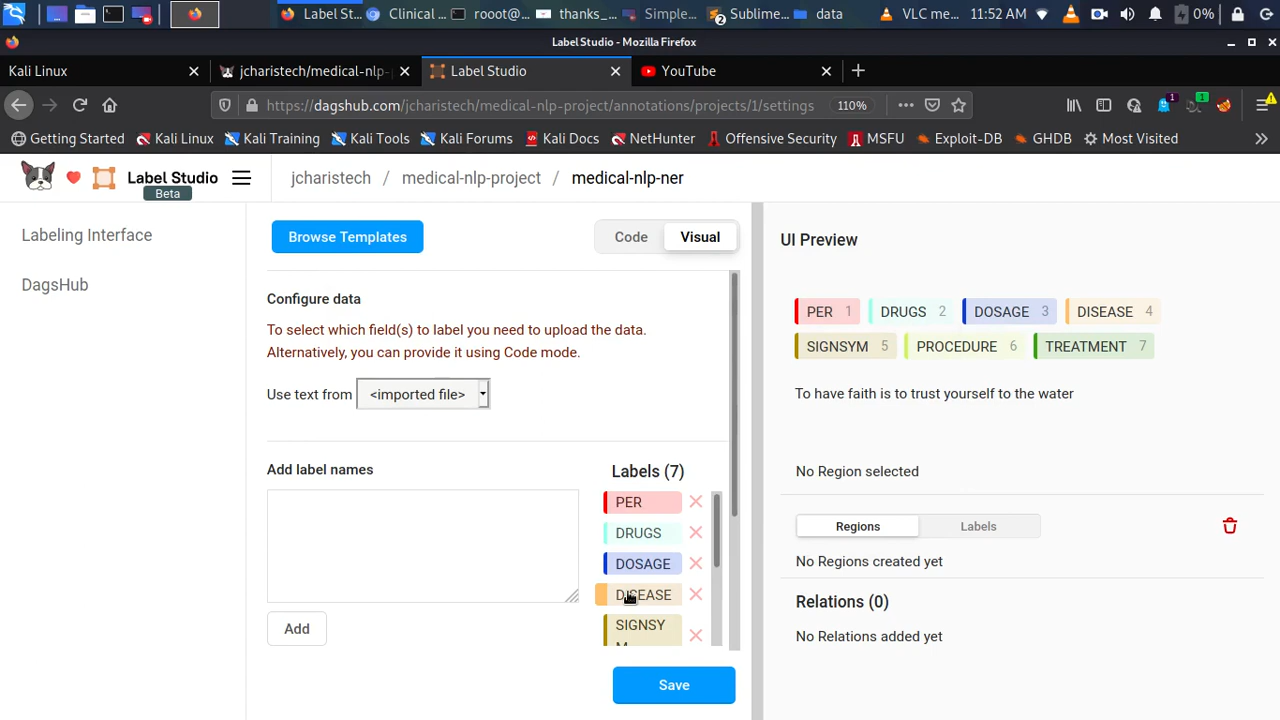 Label St...
Clinical ...
rooot@...
thanks_...
Simple...
2
Sublime...
data
VLC me...
11:52 AM
0%
Label Studio - Mozilla Firefox
Kali Linux
jcharistech/medical-nlp-
Label Studio
YouTube
https://dagshub.com/jcharistech/medical-nlp-project/annotations/projects/1/settings
110%
1
1
Getting Started
Kali Linux
Kali Training
Kali Tools
Kali Forums
Kali Docs
NetHunter
Offensive Security
MSFU
Exploit-DB
GHDB
Most Visited
Label Studio
Beta
jcharistech / medical-nlp-project / medical-nlp-ner
Labeling Interface
DagsHub
Browse Templates
Code
Visual
Configure data
To select which field(s) to label you need to upload the data.
Alternatively, you can provide it using Code mode.
Use text from <imported file>
Add label names
Labels (7)
PER
DRUGS
DOSAGE
DISEASE
SIGNSY
M
Add
Save
UI Preview
PER 1
DRUGS 2
DOSAGE 3
DISEASE 4
SIGNSYM 5
PROCEDURE 6
TREATMENT 7
To have faith is to trust yourself to the water
No Region selected
Regions
Labels
No Regions created yet
Relations (0)
No Relations added yet